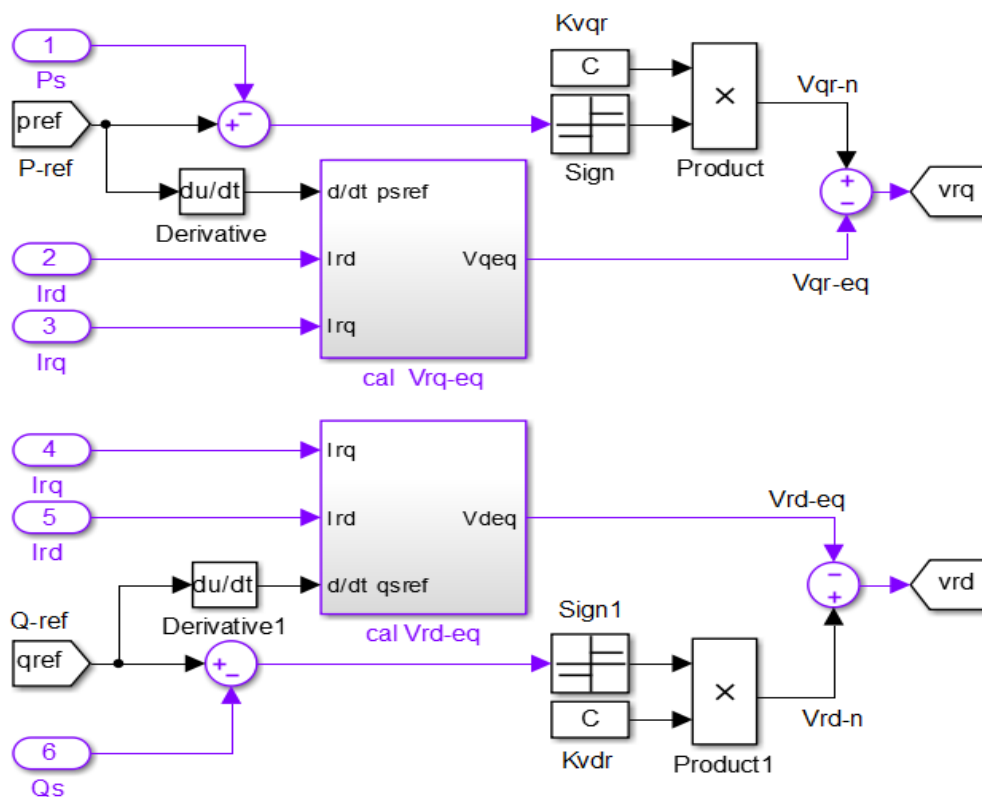 Kvqr
1
C
Ps
Vqr-n
×
pref
+
−
P-ref
Sign
Product
+
−
vrq
du/dt
d/dt psref
Derivative
2
Ird
Vqeq
Ird
Vqr-eq
3
Irq
Irq
cal Vrq-eq
4
Irq
Irq
Vrd-eq
5
Ird
Vdeq
Ird
−
+
vrd
du/dt
d/dt qsref
Q-ref
Derivative1
cal Vrd-eq
Sign1
qref
+
−
×
C
Vrd-n
6
Kvdr
Product1
Qs